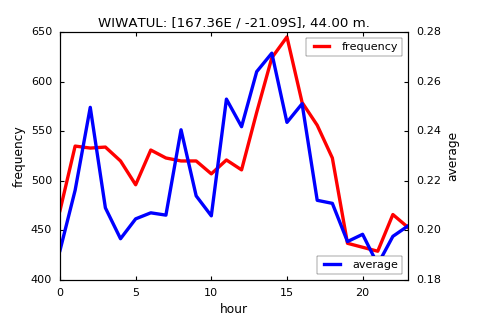 WIWATUL: [167.36E / -21.09S], 44.00 m.
650
600
550
500
450
400
frequency
0.28
0.26
0.24
0.22
0.20
0.18
average
frequency
average
0 5 10 15 20
hour